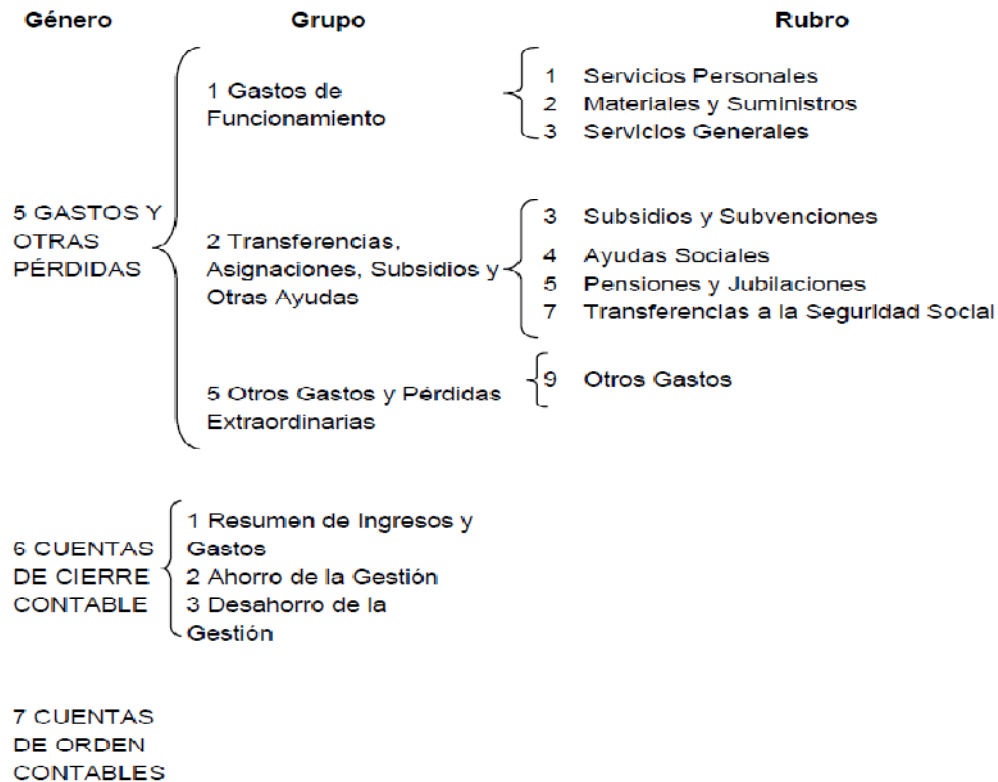 Género Grupo Rubro
1 Gastos de
Funcionamiento
1 Servicios Personales
2 Materiales y Suministros
3 Servicios Generales
5 GASTOS Y
OTRAS
PÉRDIDAS
2 Transferencias,
Asignaciones, Subsidios y
Otras Ayudas
3 Subsidios y Subvenciones
4 Ayudas Sociales
5 Pensiones y Jubilaciones
7 Transferencias a la Seguridad Social
5 Otros Gastos y Pérdidas
Extraordinarias
9 Otros Gastos
6 CUENTAS
DE CIERRE
CONTABLE
1 Resumen de Ingresos y
Gastos
2 Ahorro de la Gestión
3 Desahorro de la
Gestión
7 CUENTAS
DE ORDEN
CONTABLES